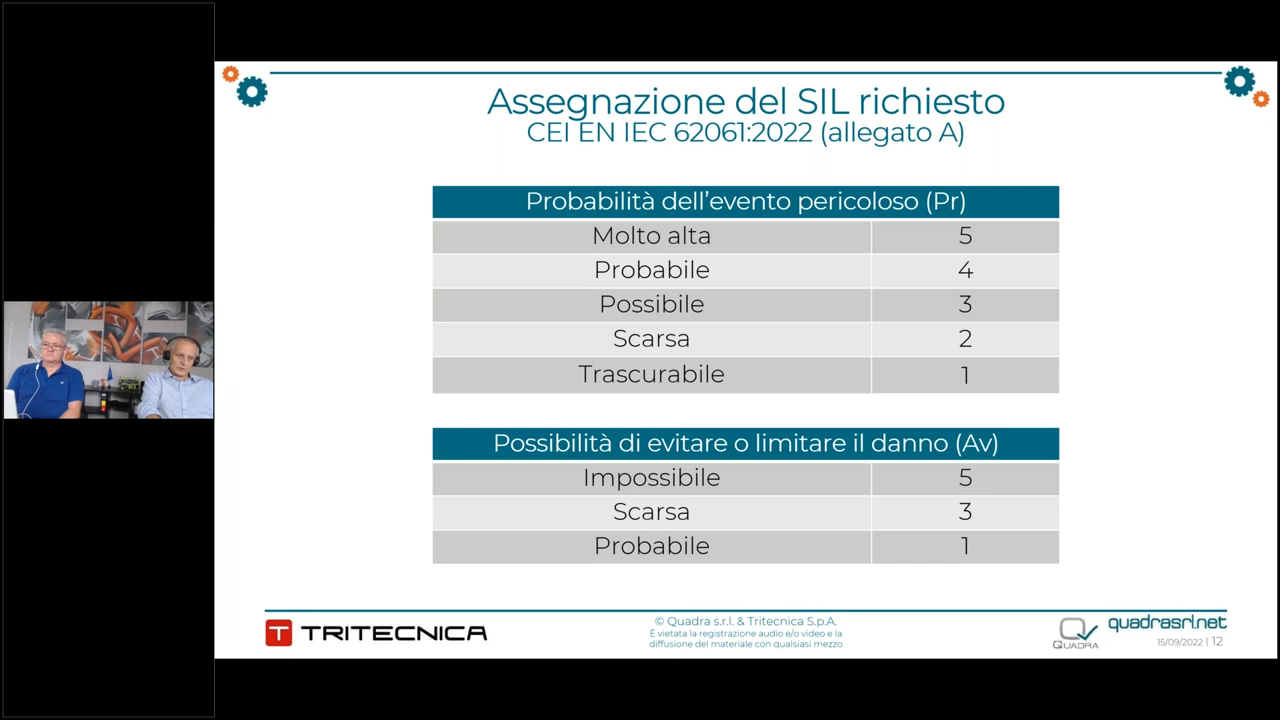 Assegnazione del SIL richiesto
CEI EN IEC 62061:2022 (allegato A)
Probabilità dell'evento pericoloso (Pr)
Molto alta 5
Probabile 4
Possibile 3
Scarsa 2
Trascurabile 1
Possibilità di evitare o limitare il danno (Av)
Impossibile 5
Scarsa 3
Probabile 1
T TRITECNICA
© Quadra s.r.l. & Tritecnica S.p.A.
È vietata la registrazione audio e/o video e la
diffusione del materiale con qualsiasi mezzo
QUADRA
quadrasrl.net
15/09/2022 | 12